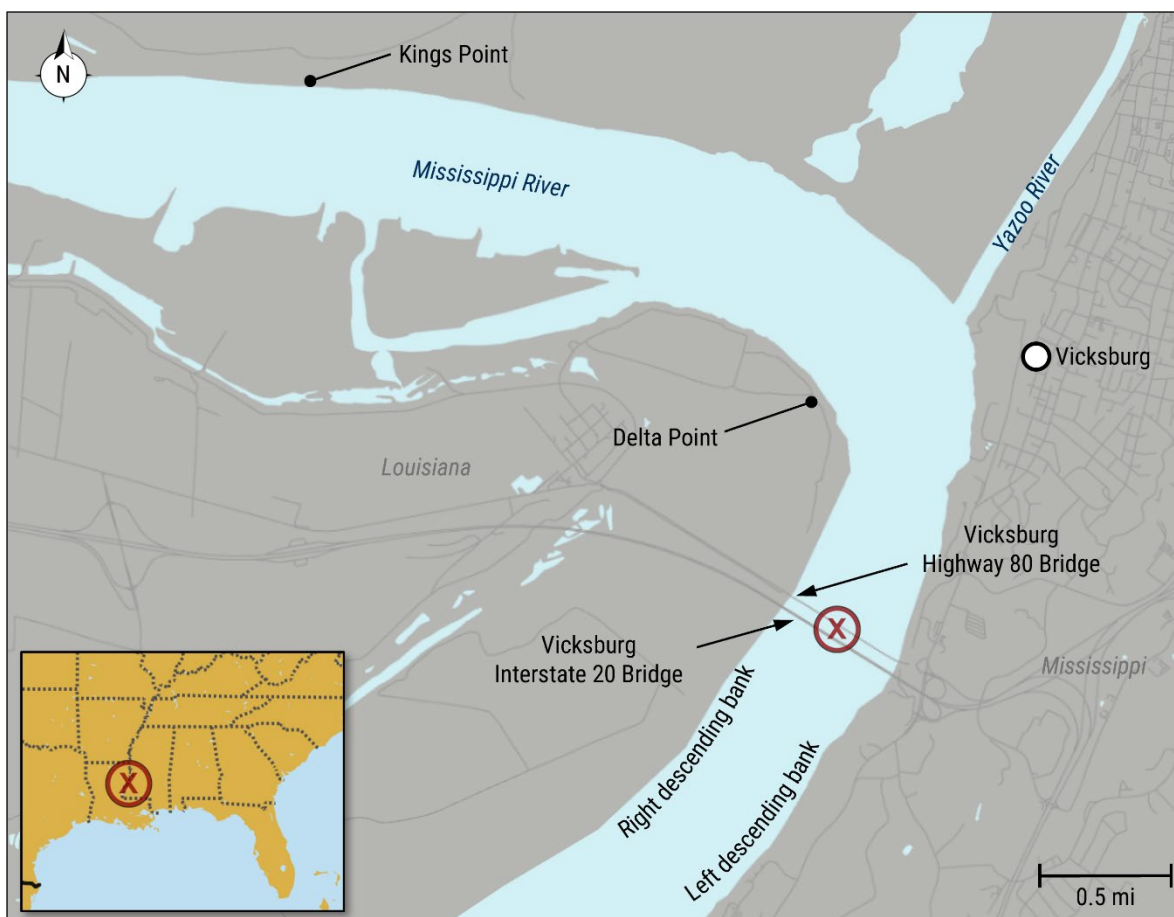 Kings Point
N
Mississippi River
Yazoo River
Vicksburg
Delta Point
Louisiana
Vicksburg
Highway 80 Bridge
X
Vicksburg
Interstate 20 Bridge
Mississippi
Right descending bank
Left descending bank
X
0.5 mi